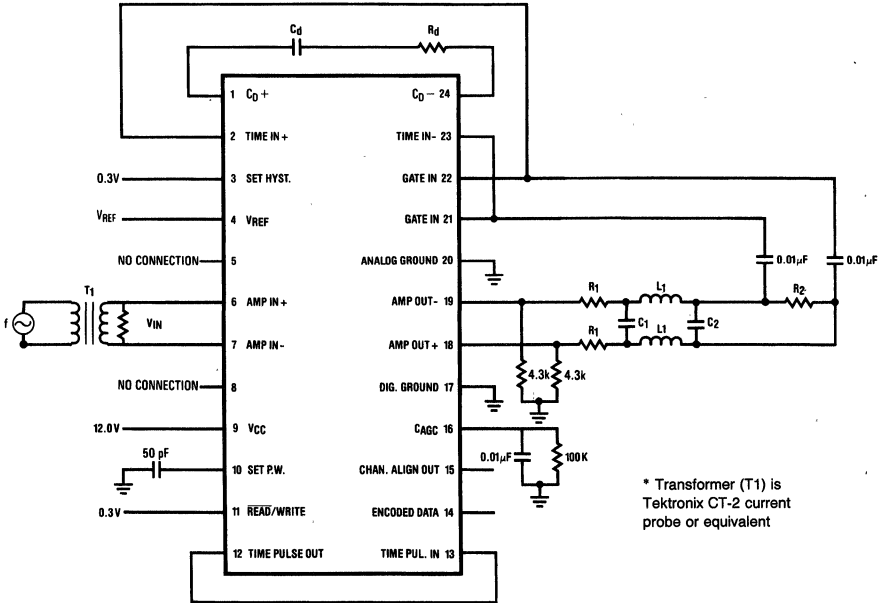 Cd
Rd
1 CD+
CD− 24
2 TIME IN+
TIME IN− 23
0.3V
3 SET HYST.
GATE IN 22
VREF
4 VREF
GATE IN 21
NO CONNECTION
5
ANALOG GROUND 20
0.01µF
0.01µF
T1
f
VIN
6 AMP IN+
AMP OUT− 19
R1
L1
R2
C1
C2
7 AMP IN−
AMP OUT+ 18
R1
L1
NO CONNECTION
8
DIG. GROUND 17
4.3k
4.3k
12.0V
9 VCC
CAGC 16
50 pF
10 SET P.W.
CHAN. ALIGN OUT 15
0.01µF
100K
0.3V
11 READ/WRITE
ENCODED DATA 14
12 TIME PULSE OUT
TIME PUL. IN 13
* Transformer (T1) is
Tektronix CT-2 current
probe or equivalent